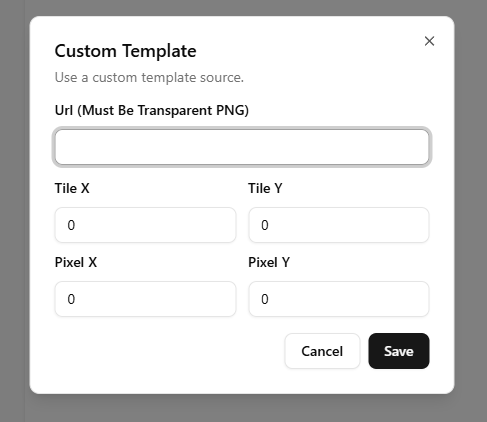 Custom Template
Use a custom template source.
Url (Must Be Transparent PNG)
Tile X
Tile Y
0
0
Pixel X
Pixel Y
0
0
Cancel
Save